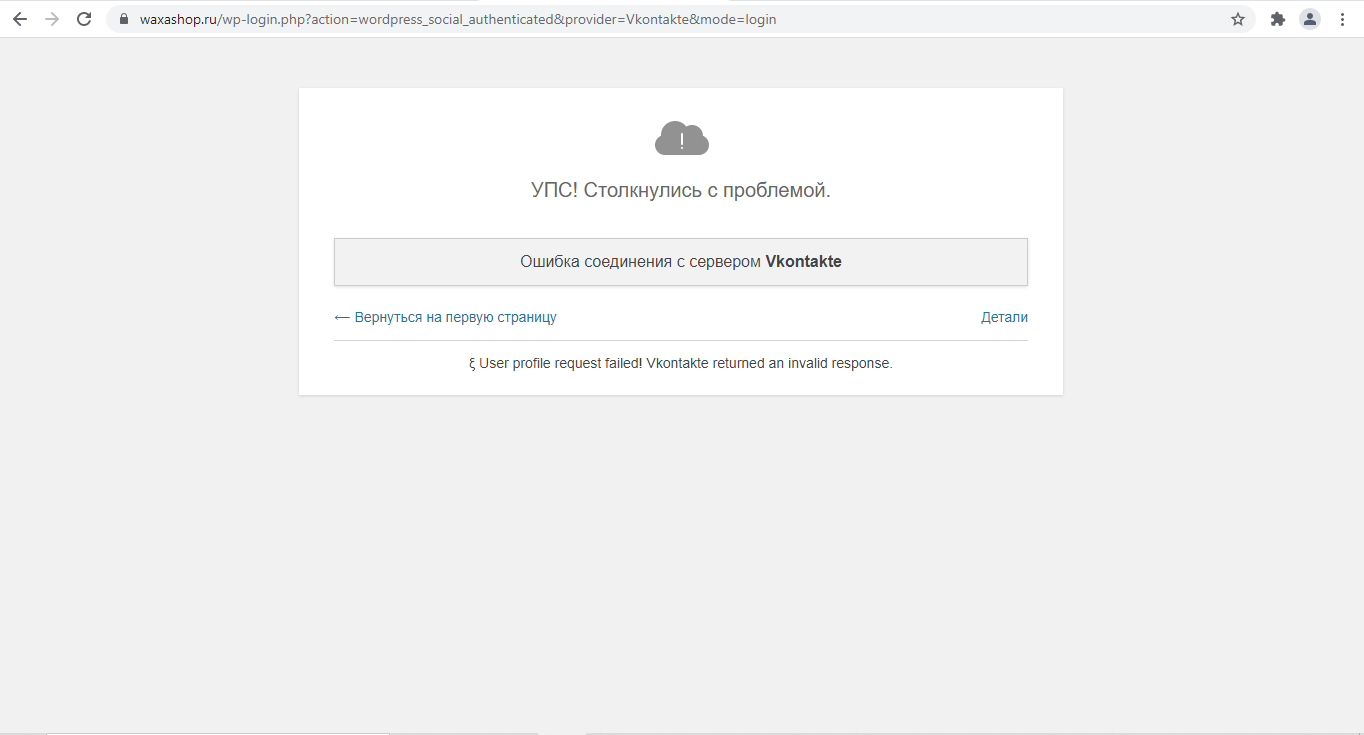 waxashop.ru/wp-login.php?action=wordpress_social_authenticated&provider=Vkontakte&mode=login
!
УПС! Столкнулись с проблемой.
Ошибка соединения с сервером Vkontakte
← Вернуться на первую страницу
Детали
ξ User profile request failed! Vkontakte returned an invalid response.